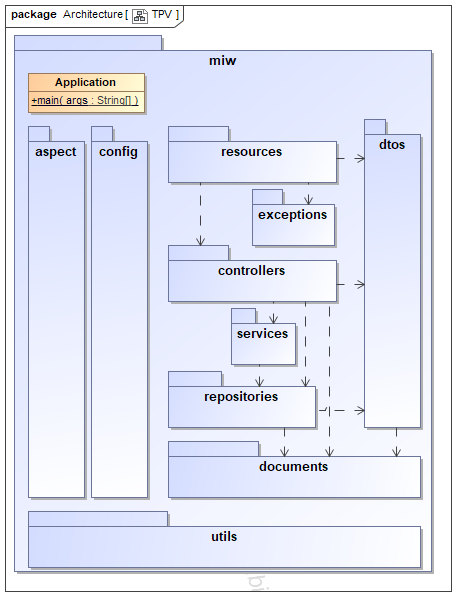 package Architecture [ TPV ]
miw
Application
+main( args : String[] )
aspect
config
resources
dtos
exceptions
controllers
services
repositories
documents
utils